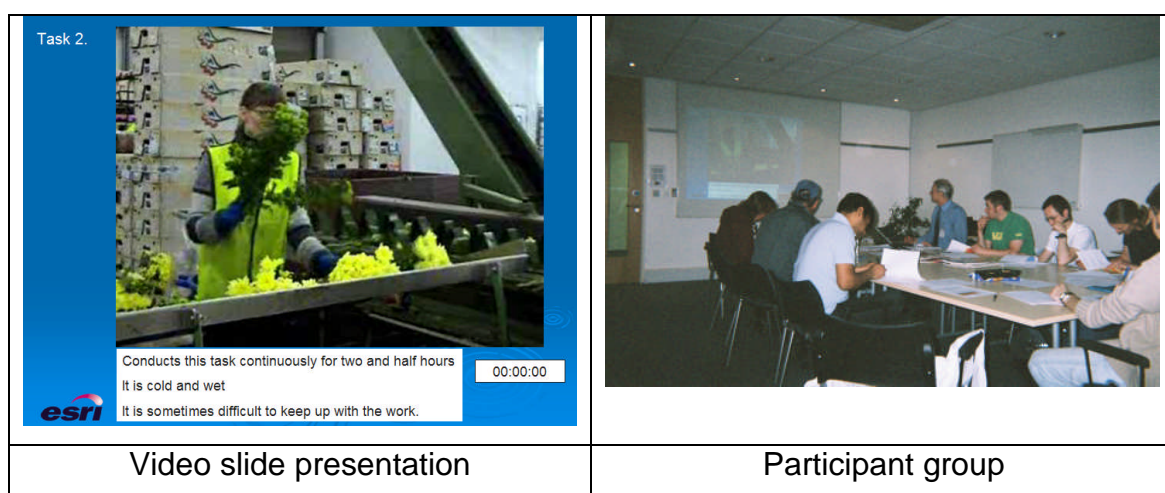 Task 2.
Conducts this task continuously for two and half hours
It is cold and wet
It is sometimes difficult to keep up with the work.
00:00:00
esri
Video slide presentation
Participant group